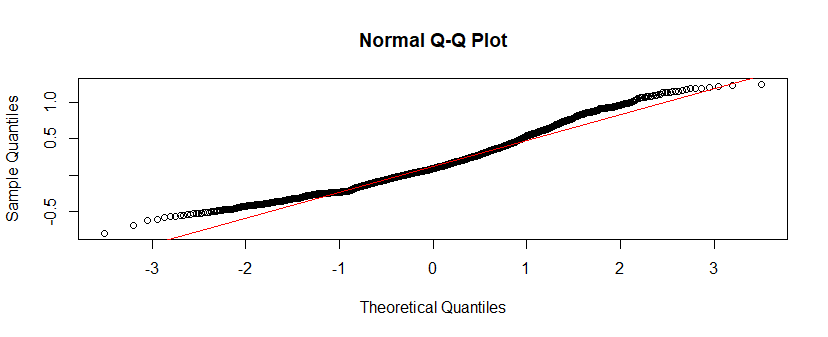 Normal Q-Q Plot
Sample Quantiles
1.0
0.5
-0.5
-3 -2 -1 0 1 2 3
Theoretical Quantiles